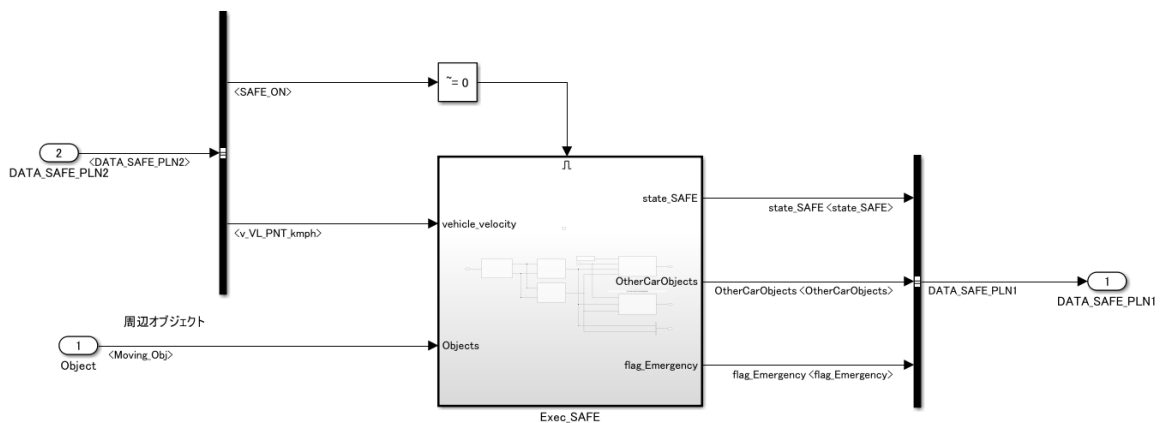 <SAFE_ON>
~= 0
2
<DATA_SAFE_PLN2>
DATA_SAFE_PLN2
<v_VL_PNT_kmph>
周辺オブジェクト
1
<Moving_Obj>
Object
vehicle_velocity
Objects
state_SAFE
OtherCarObjects
flag_Emergency
Exec_SAFE
state_SAFE <state_SAFE>
OtherCarObjects <OtherCarObjects>
flag_Emergency <flag_Emergency>
DATA_SAFE_PLN1
1
DATA_SAFE_PLN1